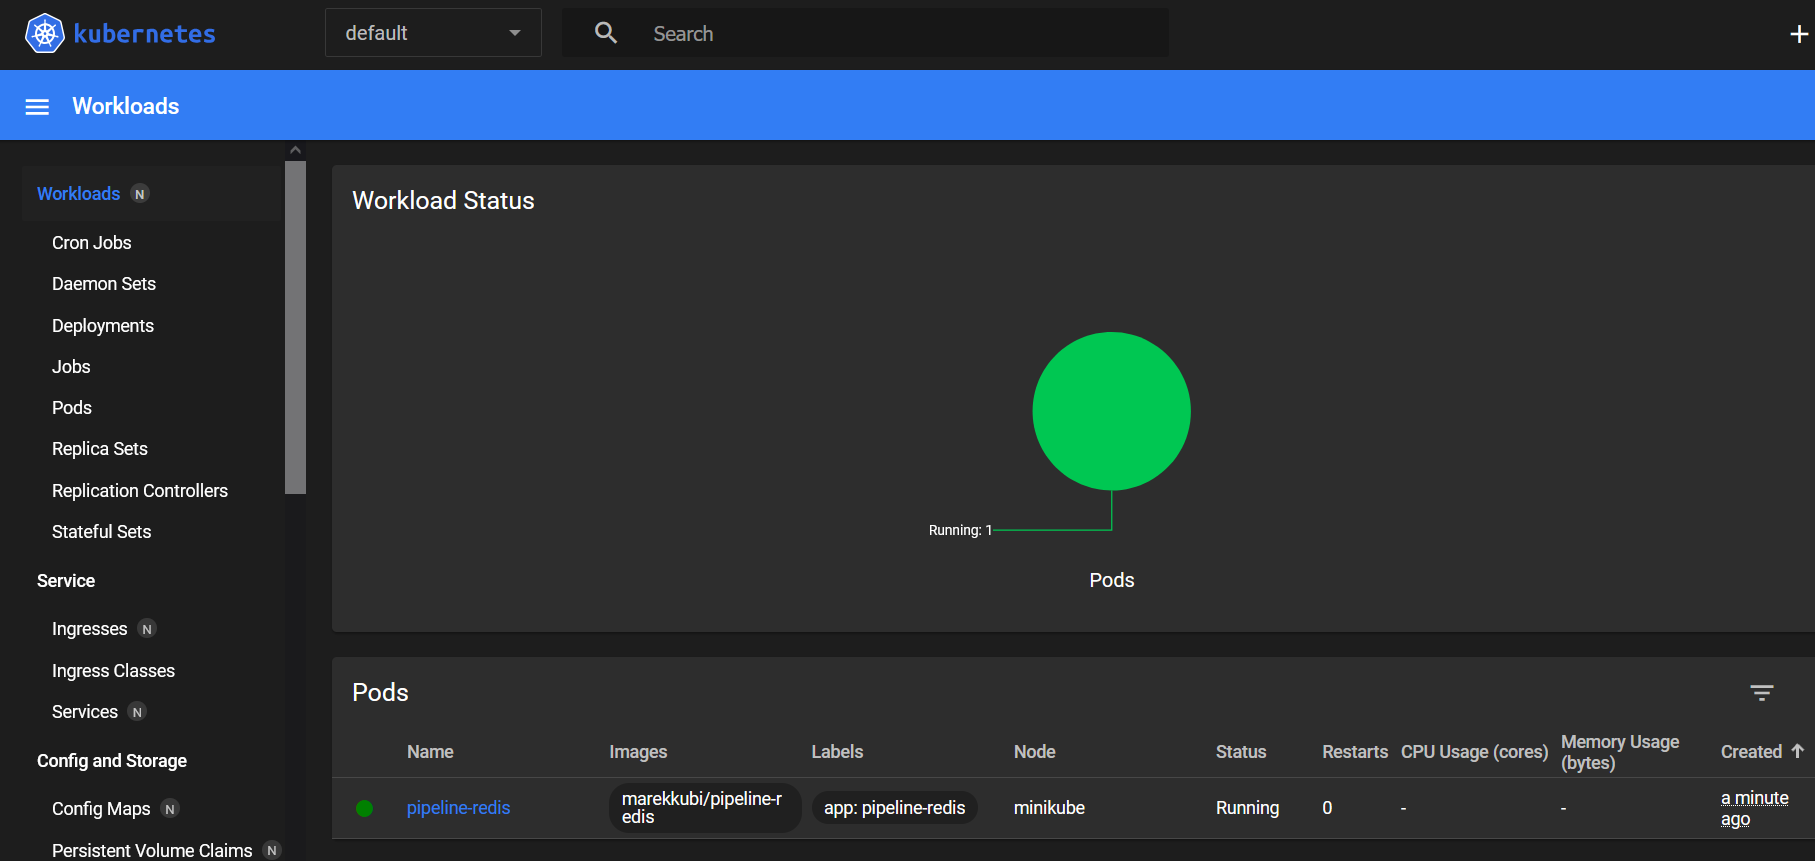 kubernetes
default
Search
Workloads
Workloads N
Cron Jobs
Daemon Sets
Deployments
Jobs
Pods
Replica Sets
Replication Controllers
Stateful Sets
Service
Ingresses N
Ingress Classes
Services N
Config and Storage
Config Maps N
Persistent Volume Claims N
Workload Status
Running: 1
Pods
Pods
Name Images Labels Node Status Restarts CPU Usage (cores) Memory Usage
(bytes) Created
pipeline-redis marekkubi/pipeline-r
edis app: pipeline-redis minikube Running 0 - - a minute
ago